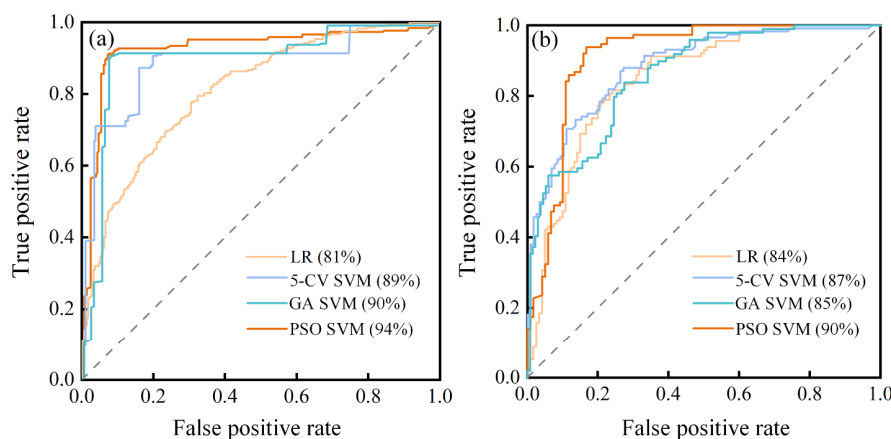 (a)
True positive rate
1.0
0.8
0.6
0.4
0.2
0.0
LR (81%)
5-CV SVM (89%)
GA SVM (90%)
PSO SVM (94%)
0.0 0.2 0.4 0.6 0.8 1.0
False positive rate
(b)
True positive rate
1.0
0.8
0.6
0.4
0.2
0.0
LR (84%)
5-CV SVM (87%)
GA SVM (85%)
PSO SVM (90%)
0.0 0.2 0.4 0.6 0.8 1.0
False positive rate